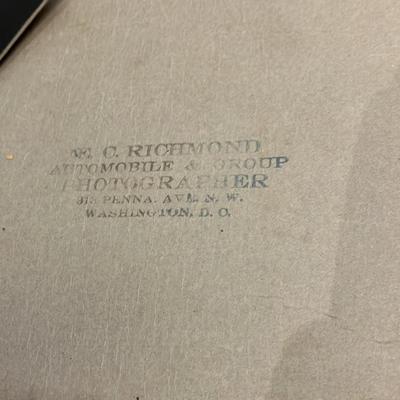 E. C. RICHMOND
AUTOMOBILE & GROUP
PHOTOGRAPHER
PENNA. AVE. N. W.
WASHINGTON, D. C.